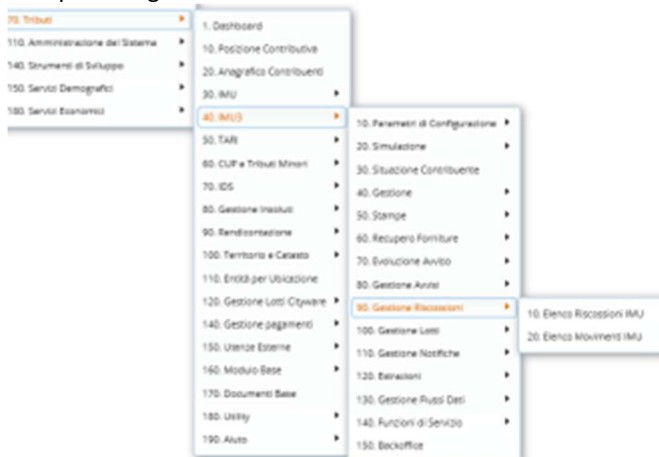 70. Tributi
110. Amministrazione del Sistema
140. Strumenti di Sviluppo
150. Servizi Demografici
180. Servizi Economici
1. Dashboard
10. Posizione Contributiva
20. Anagrafico Contribuenti
30. IMU
40. IMU3
50. TARI
60. CUP e Tributi Minori
70. IDS
80. Gestione Insoluti
90. Rendicontazione
100. Territorio e Catasto
110. Entità per Ubicazione
120. Gestione Lotti Cityware
140. Gestione pagamenti
150. Utenze Esterne
160. Modulo Base
170. Documenti Base
180. Utility
190. Aiuto
10. Parametri di Configurazione
20. Simulazione
30. Situazione Contribuente
40. Gestione
50. Stampe
60. Recupero Forniture
70. Evoluzione Avviso
80. Gestione Avvisi
90. Gestione Riscossioni
100. Gestione Lotti
110. Gestione Notifiche
120. Estrazioni
130. Gestione Flussi Dati
140. Funzioni di Servizio
150. Backoffice
10. Elenco Riscossioni IMU
20. Elenco Movimenti IMU